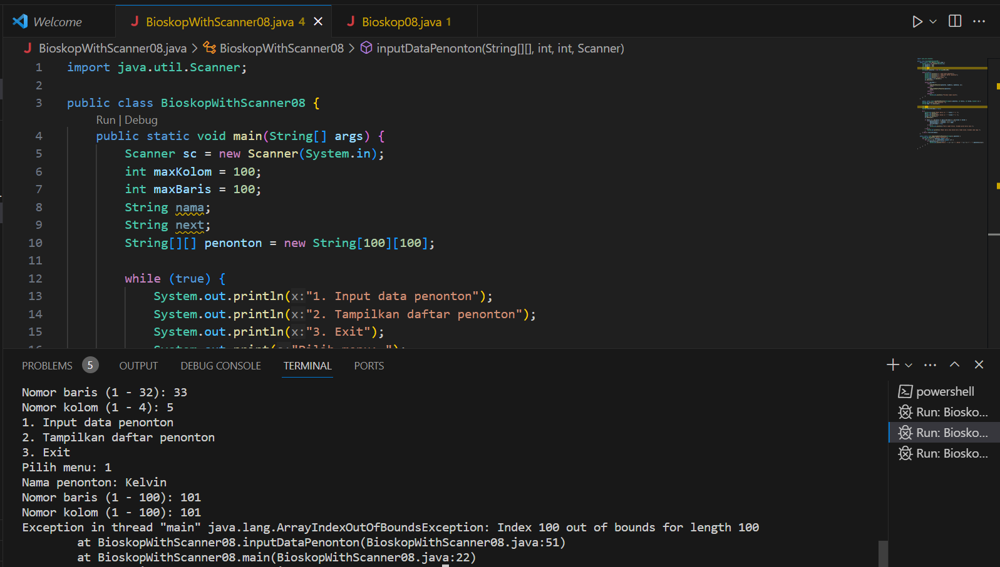 Welcome
BioskopWithScanner08.java 4
Bioskop08.java 1
BioskopWithScanner08.java > BioskopWithScanner08 > inputDataPenonton(String[][], int, int, Scanner)
1 import java.util.Scanner;
2
3 public class BioskopWithScanner08 {
Run | Debug
4 public static void main(String[] args) {
5 Scanner sc = new Scanner(System.in);
6 int maxKolom = 100;
7 int maxBaris = 100;
8 String nama;
9 String next;
10 String[][] penonton = new String[100][100];
11
12 while (true) {
13 System.out.println(x:"1. Input data penonton");
14 System.out.println(x:"2. Tampilkan daftar penonton");
15 System.out.println(x:"3. Exit");
PROBLEMS 5 OUTPUT DEBUG CONSOLE TERMINAL PORTS
Nomor baris (1 - 32): 33
Nomor kolom (1 - 4): 5
1. Input data penonton
2. Tampilkan daftar penonton
3. Exit
Pilih menu: 1
Nama penonton: Kelvin
Nomor baris (1 - 100): 101
Nomor kolom (1 - 100): 101
Exception in thread "main" java.lang.ArrayIndexOutOfBoundsException: Index 100 out of bounds for length 100
at BioskopWithScanner08.inputDataPenonton(BioskopWithScanner08.java:51)
at BioskopWithScanner08.main(BioskopWithScanner08.java:22)
powershell
Run: Biosko...
Run: Biosko...
Run: Biosko...